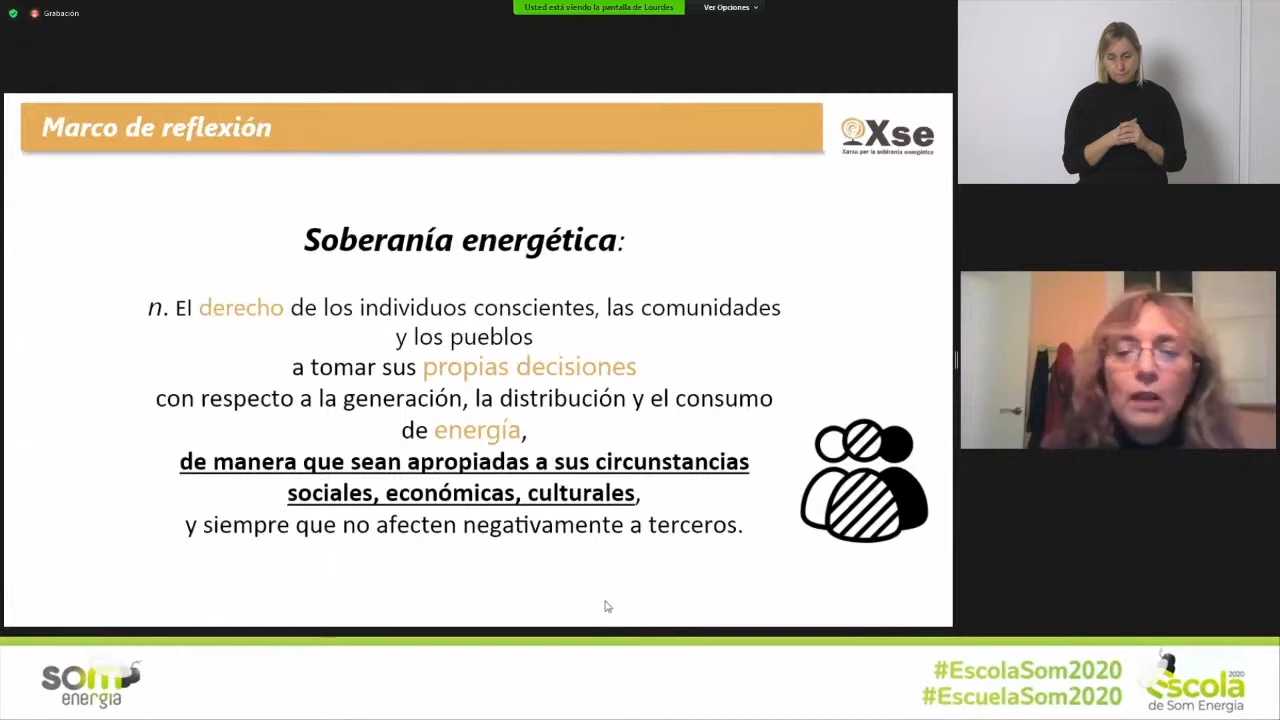 Grabación
Usted está viendo la pantalla de Lourdes
Ver Opciones
Marco de reflexión
Xse
Xarxa per la sobirania energètica
Soberanía energética:
n. El derecho de los individuos conscientes, las comunidades
y los pueblos
a tomar sus propias decisiones
con respecto a la generación, la distribución y el consumo
de energía,
de manera que sean apropiadas a sus circunstancias
sociales, económicas, culturales,
y siempre que no afecten negativamente a terceros.
som
energia
#EscolaSom2020
#EscuelaSom2020
2020
escola
de Som Energia